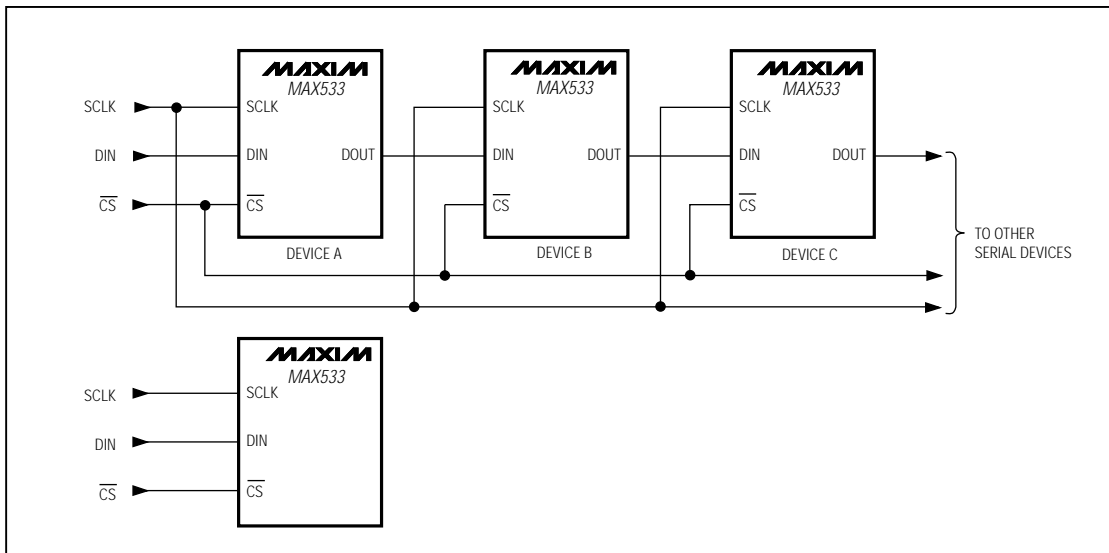 MAXIM
MAX533
SCLK
SCLK
DIN
DIN
DOUT
CS
CS
DEVICE A
MAXIM
MAX533
SCLK
DIN
DOUT
CS
DEVICE B
MAXIM
MAX533
SCLK
DIN
DOUT
CS
DEVICE C
TO OTHER
SERIAL DEVICES
MAXIM
MAX533
SCLK
SCLK
DIN
DIN
CS
CS